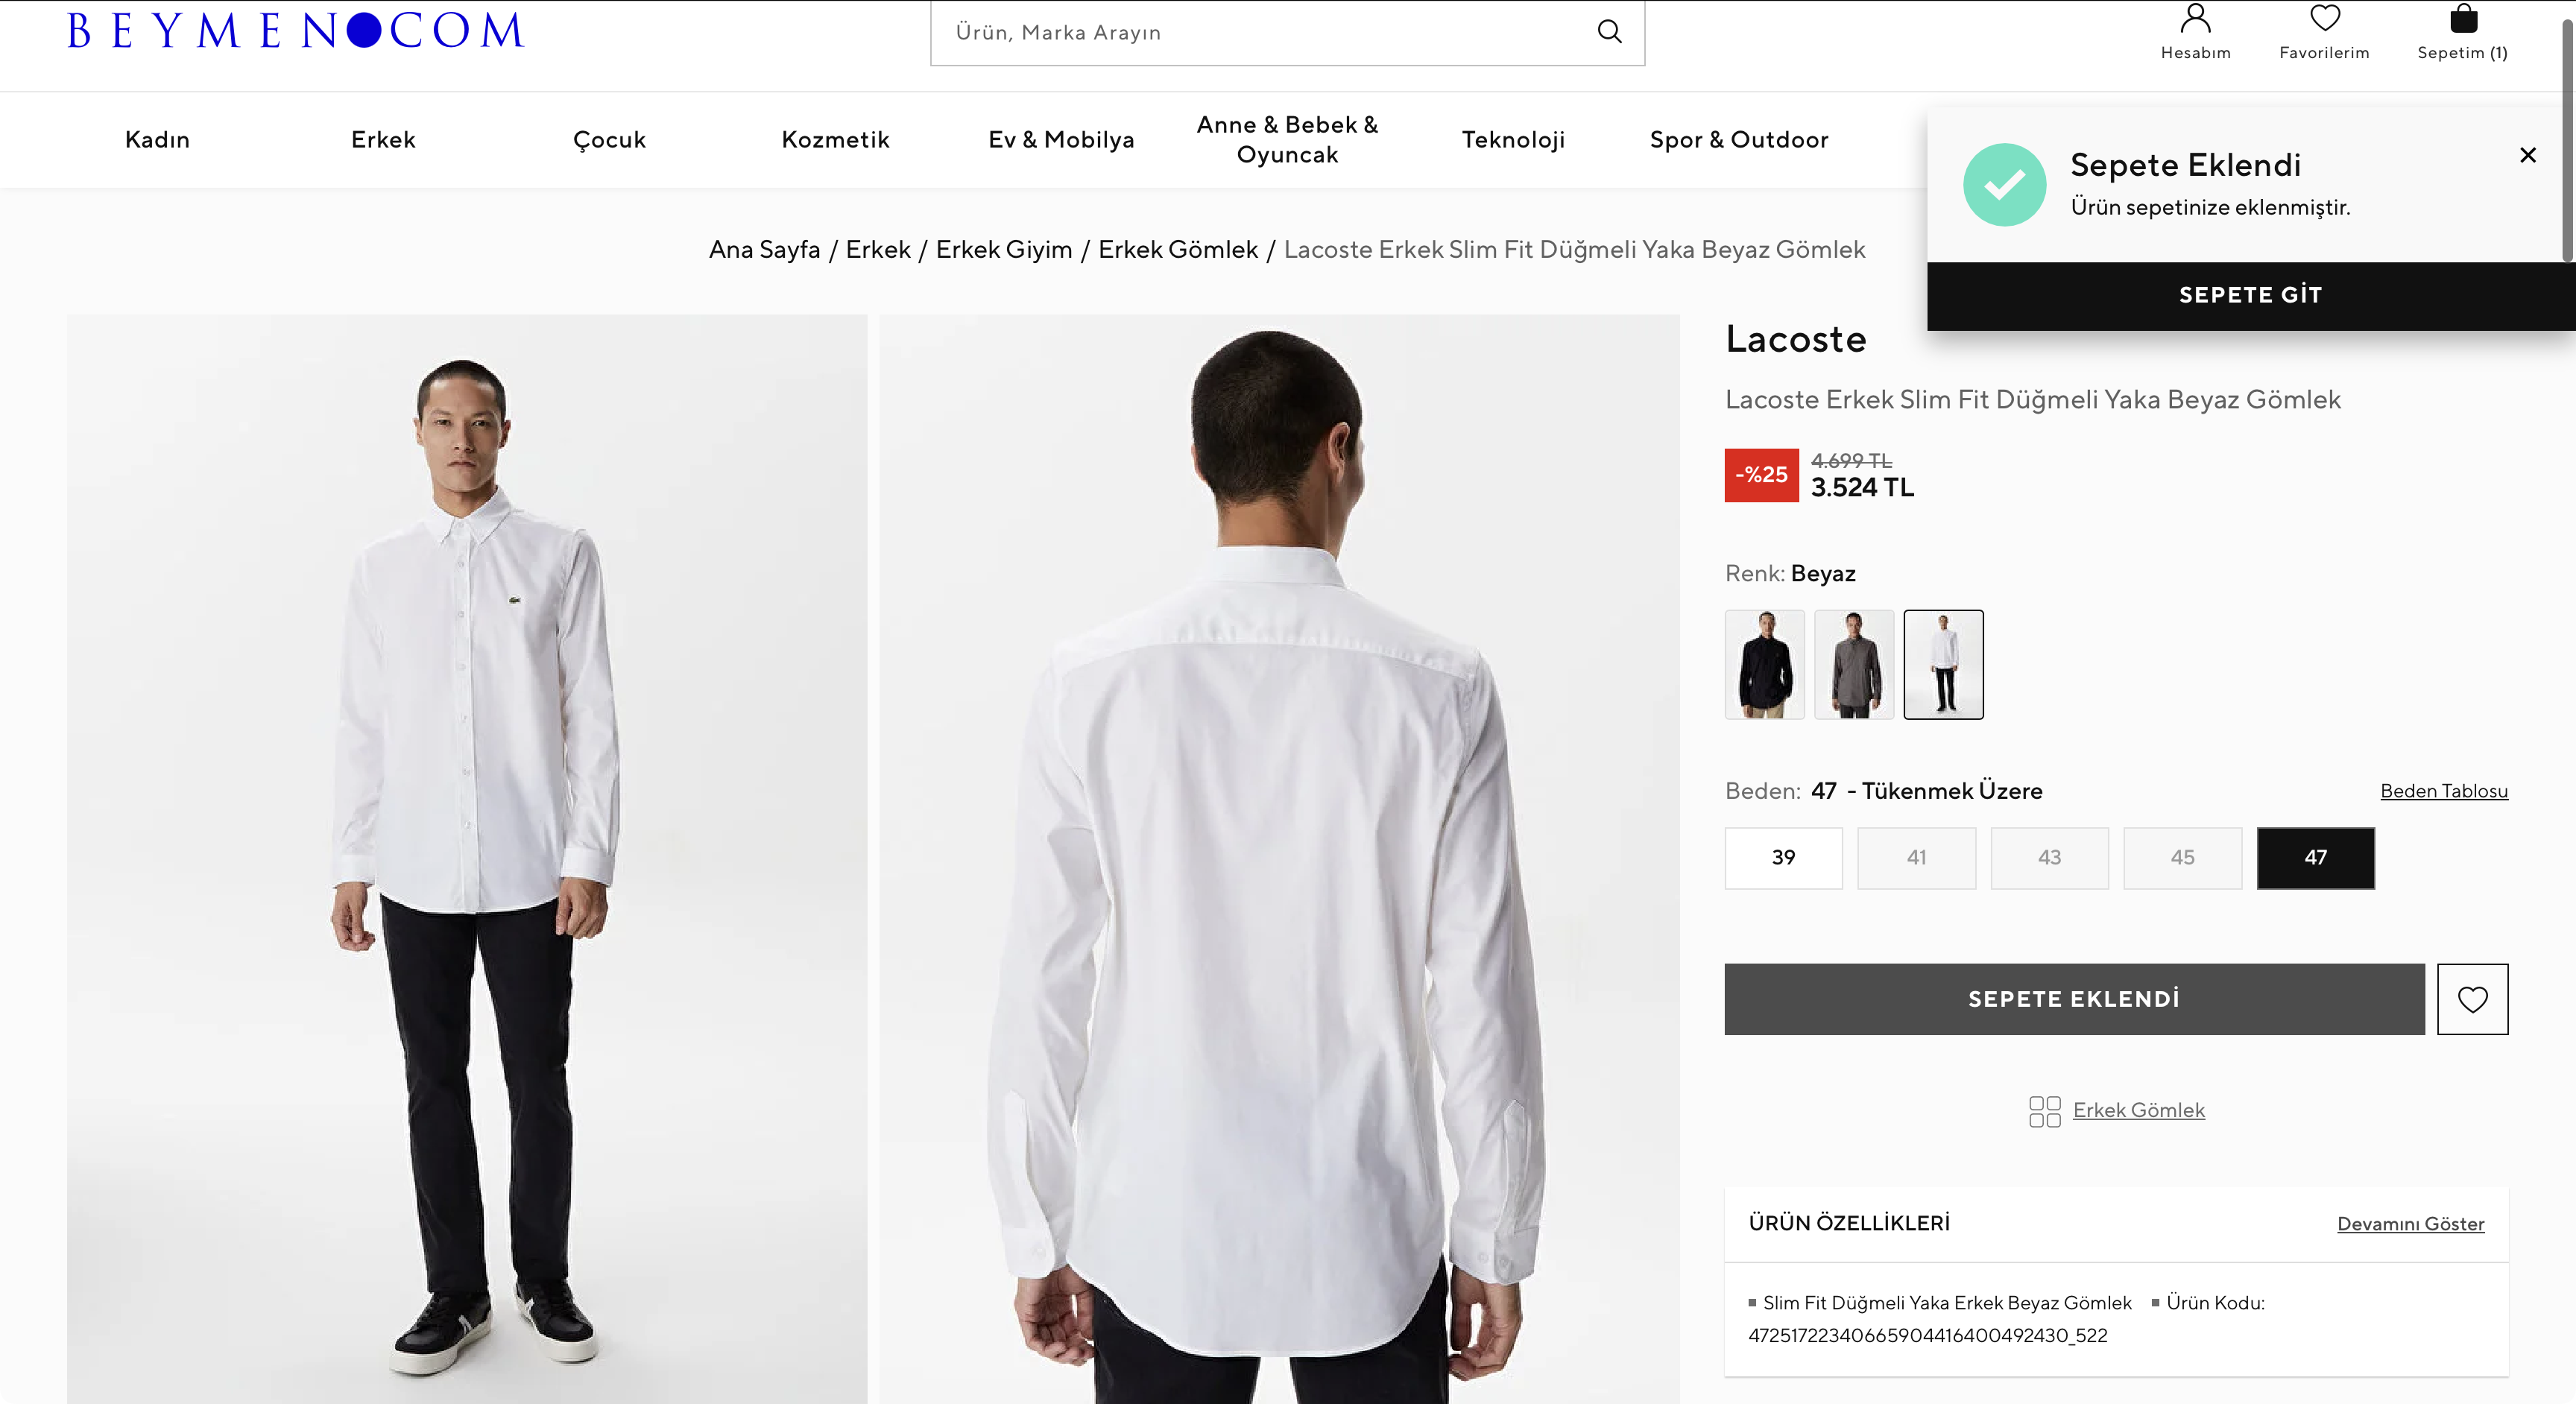 BEYMEN COM
Ürün, Marka Arayın
Hesabım
Favorilerim
Sepetim (1)
Kadın
Erkek
Çocuk
Kozmetik
Ev & Mobilya
Anne & Bebek &
Oyuncak
Teknoloji
Spor & Outdoor
Sepete Eklendi
Ürün sepetinize eklenmiştir.
SEPETE GİT
Ana Sayfa / Erkek / Erkek Giyim / Erkek Gömlek / Lacoste Erkek Slim Fit Düğmeli Yaka Beyaz Gömlek
Lacoste
Lacoste Erkek Slim Fit Düğmeli Yaka Beyaz Gömlek
-%25
4.699 TL
3.524 TL
Renk: Beyaz
Beden: 47 - Tükenmek Üzere
Beden Tablosu
39
41
43
45
47
SEPETE EKLENDİ
Erkek Gömlek
ÜRÜN ÖZELLİKLERİ
Devamını Göster
Slim Fit Düğmeli Yaka Erkek Beyaz Gömlek
Ürün Kodu:
47251722340665904416400492430_522